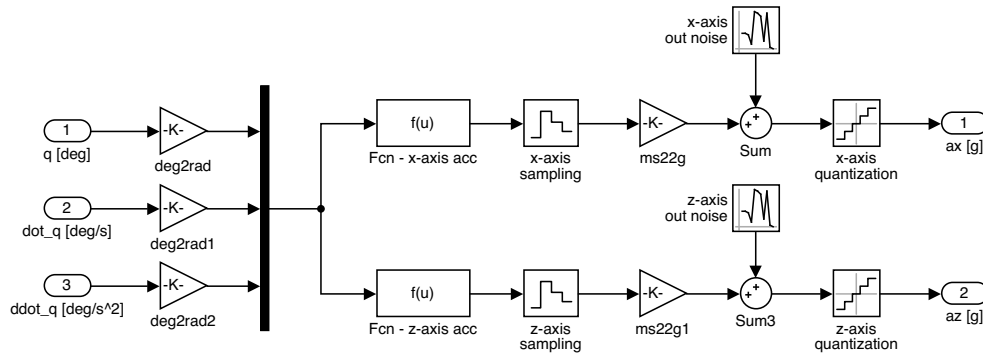 x-axis
out noise
1
q [deg]
-K-
deg2rad
f(u)
Fcn - x-axis acc
x-axis
sampling
-K-
ms22g
+
+
Sum
x-axis
quantization
1
ax [g]
2
dot_q [deg/s]
-K-
deg2rad1
z-axis
out noise
3
ddot_q [deg/s^2]
-K-
deg2rad2
f(u)
Fcn - z-axis acc
z-axis
sampling
-K-
ms22g1
+
+
Sum3
z-axis
quantization
2
az [g]